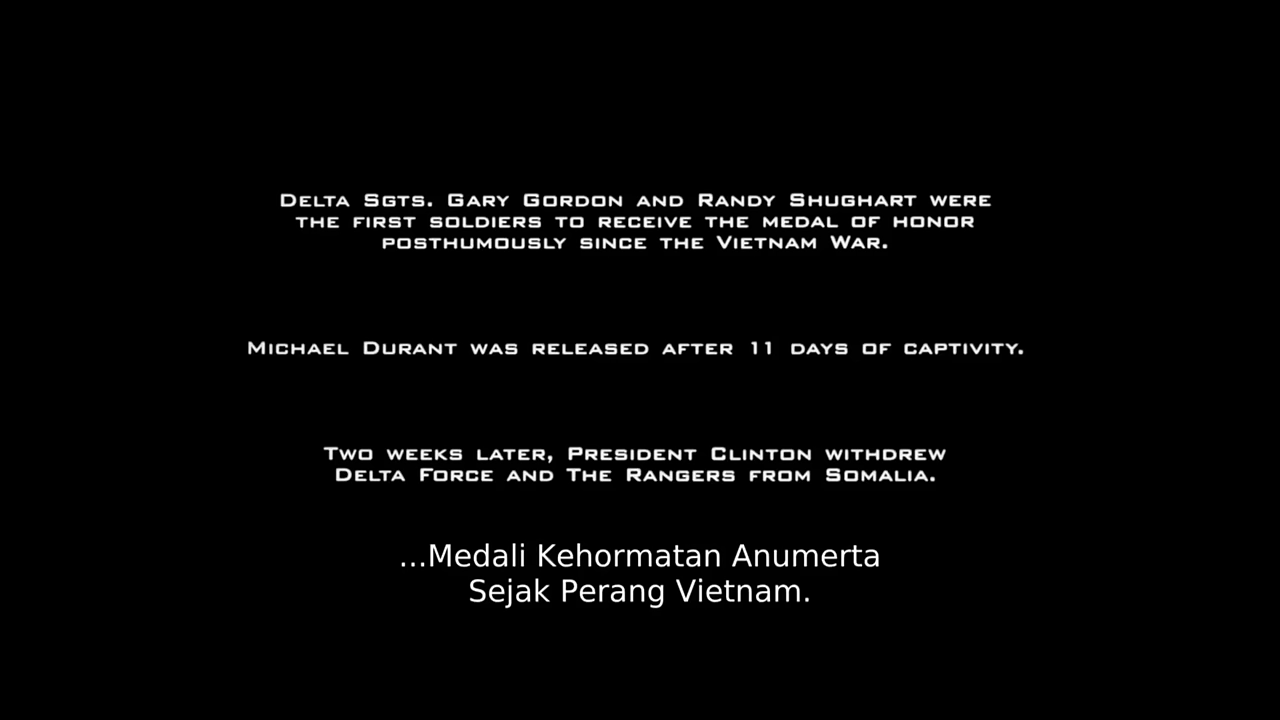 Delta Sgts. Gary Gordon and Randy Shughart were
the first soldiers to receive the medal of honor
posthumously since the Vietnam War.
Michael Durant was released after 11 days of captivity.
Two weeks later, President Clinton withdrew
Delta Force and The Rangers from Somalia.
...Medali Kehormatan Anumerta
Sejak Perang Vietnam.